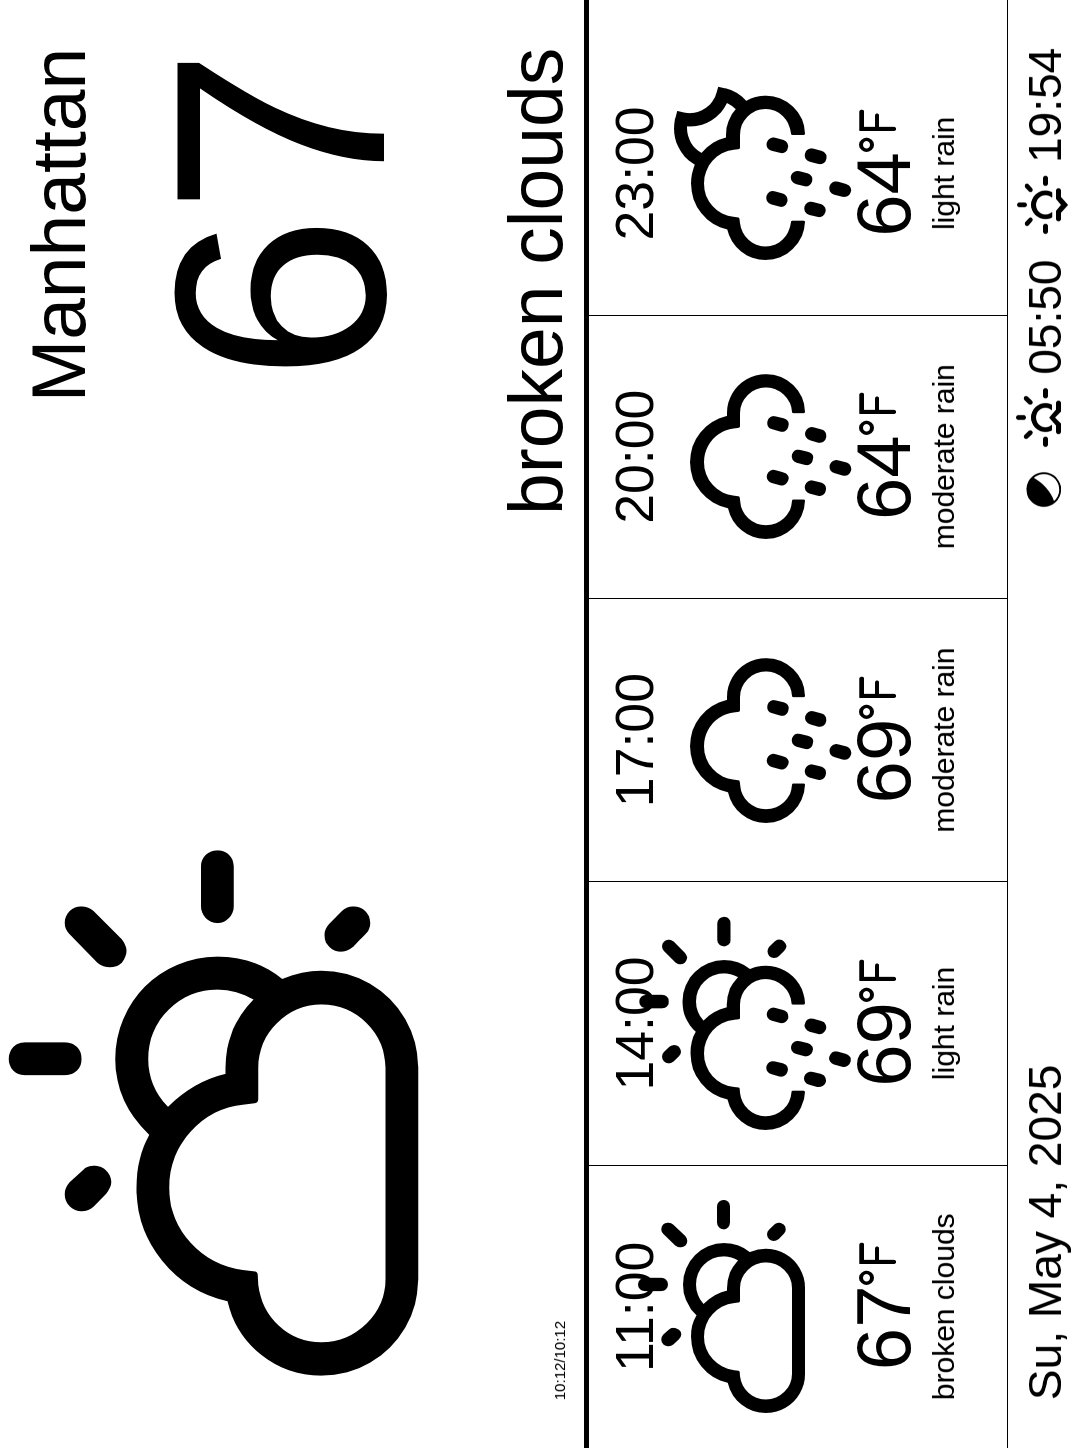 Manhattan
67
broken clouds
10:12/10:12
11:00
67°F
broken clouds
14:00
69°F
light rain
17:00
69°F
moderate rain
20:00
64°F
moderate rain
23:00
64°F
light rain
Su, May 4, 2025
05:50
19:54